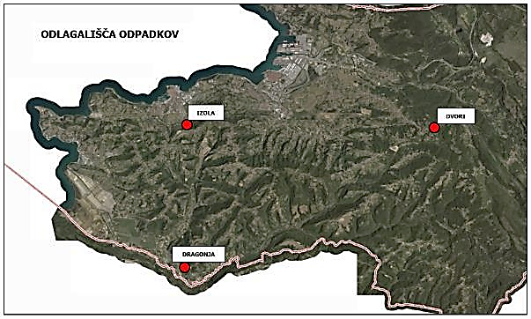 ODLAGALIŠČA ODPADKOV
IZOLA
DVORI
DRAGONJA